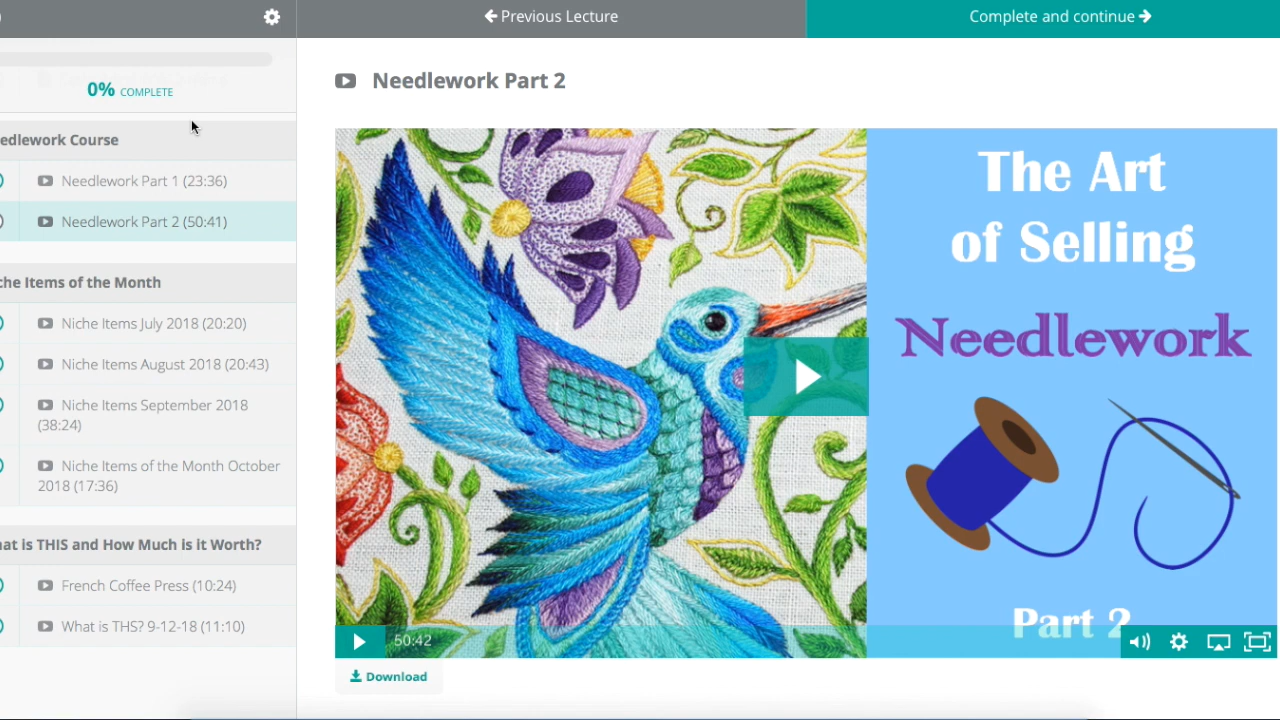 Previous Lecture
Complete and continue
0% COMPLETE
edlework Course
Needlework Part 1 (23:36)
Needlework Part 2 (50:41)
che Items of the Month
Niche Items July 2018 (20:20)
Niche Items August 2018 (20:43)
Niche Items September 2018
(38:24)
Niche Items of the Month October
2018 (17:36)
at is THIS and How Much is it Worth?
French Coffee Press (10:24)
What is THS? 9-12-18 (11:10)
Needlework Part 2
The Art
of Selling
Needlework
Part 2
50:42
Download